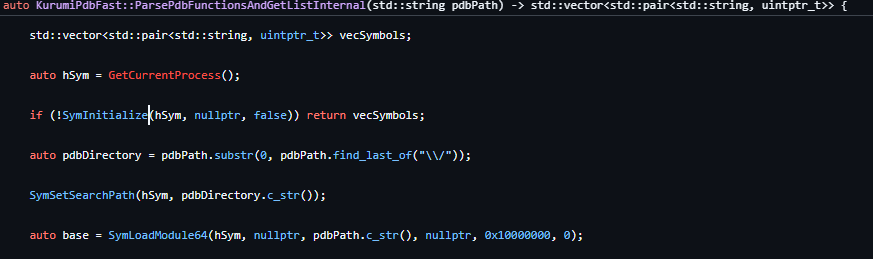 auto KurumiPdbFast::ParsePdbFunctionsAndGetListInternal(std::string pdbPath) -> std::vector<std::pair<std::string, uintptr_t>> {
std::vector<std::pair<std::string, uintptr_t>> vecSymbols;
auto hSym = GetCurrentProcess();
if (!SymInitialize(hSym, nullptr, false)) return vecSymbols;
auto pdbDirectory = pdbPath.substr(0, pdbPath.find_last_of("\\/"));
SymSetSearchPath(hSym, pdbDirectory.c_str());
auto base = SymLoadModule64(hSym, nullptr, pdbPath.c_str(), nullptr, 0x10000000, 0);